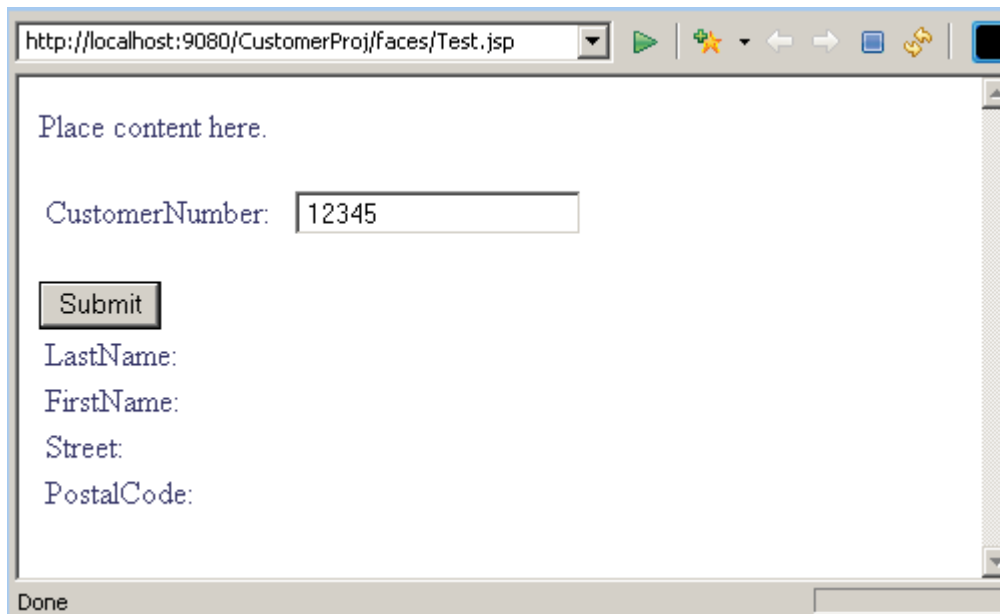 http://localhost:9080/CustomerProj/faces/Test.jsp
Place content here.
CustomerNumber: 12345
Submit
LastName:
FirstName:
Street:
PostalCode:
Done